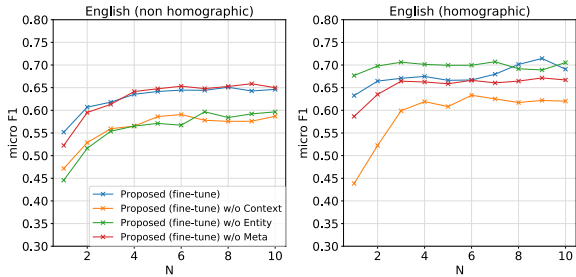 English (non homographic)
micro F1
0.80
0.75
0.70
0.65
0.60
0.55
0.50
0.45
0.40
0.35
0.30
Proposed (fine-tune)
Proposed (fine-tune) w/o Context
Proposed (fine-tune) w/o Entity
Proposed (fine-tune) w/o Meta
2 4 6 8 10
N
English (homographic)
micro F1
0.80
0.75
0.70
0.65
0.60
0.55
0.50
0.45
0.40
0.35
0.30
2 4 6 8 10
N